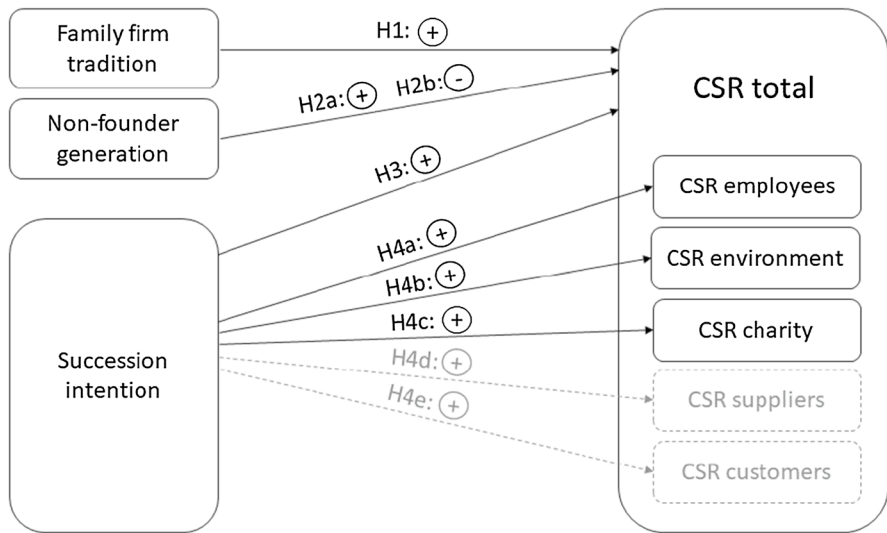 Family firm
tradition
H1: +
CSR total
Non-founder
generation
H2a: + H2b: -
H3: +
CSR employees
H4a: +
CSR environment
H4b: +
H4c: +
CSR charity
Succession
intention
H4d: +
CSR suppliers
H4e: +
CSR customers